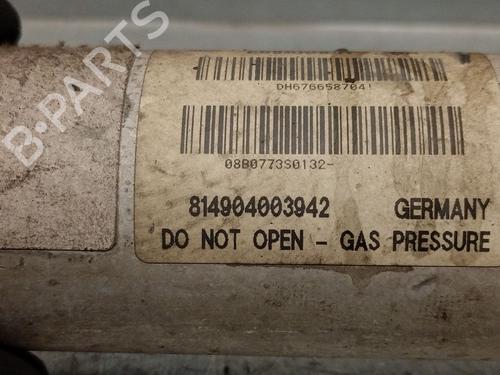 DH676658704!
08B0773S0132-
814904003942 GERMANY
DO NOT OPEN - GAS PRESSURE
B-PARTS